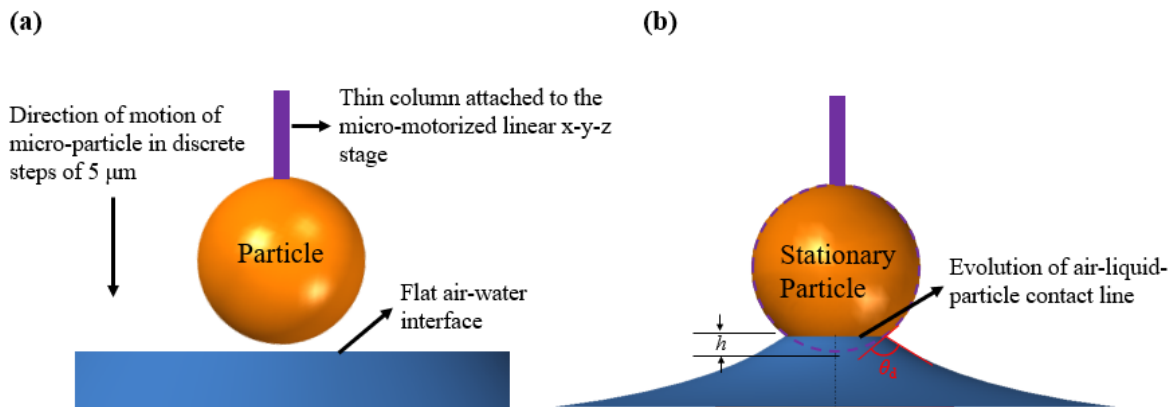 (a)
Direction of motion of
micro-particle in discrete
steps of 5 μm
Thin column attached to the
micro-motorized linear x-y-z
stage
Particle
Flat air-water
interface
(b)
Stationary
Particle
Evolution of air-liquid-
particle contact line
h
θd